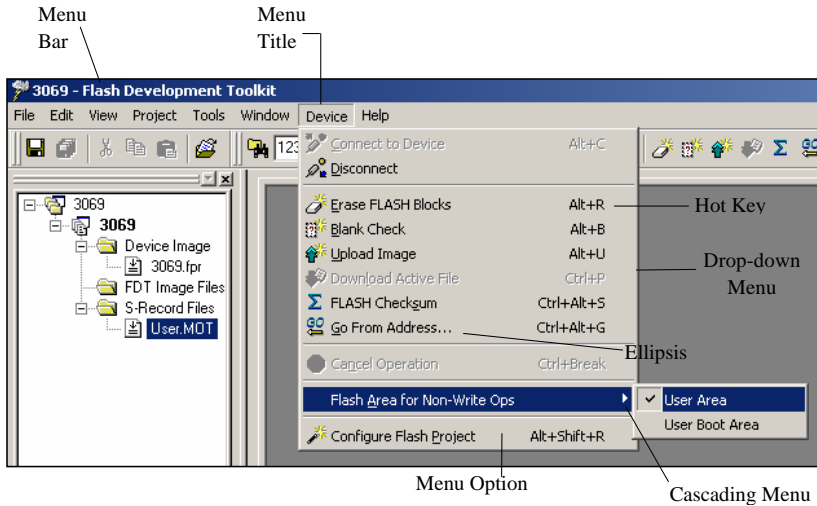 Menu
Bar
Menu
Title
3069 - Flash Development Toolkit
File Edit View Project Tools Window Device Help
123
Connect to Device Alt+C
Disconnect
Erase FLASH Blocks Alt+R
Blank Check Alt+B
Upload Image Alt+U
Download Active File Ctrl+P
FLASH Checksum Ctrl+Alt+S
GO Go From Address... Ctrl+Alt+G
Cancel Operation Ctrl+Break
Flash Area for Non-Write Ops
Configure Flash Project Alt+Shift+R
User Area
User Boot Area
3069
3069
Device Image
3069.fpr
FDT Image Files
S-Record Files
User.MOT
Hot Key
Drop-down
Menu
Ellipsis
Menu Option
Cascading Menu